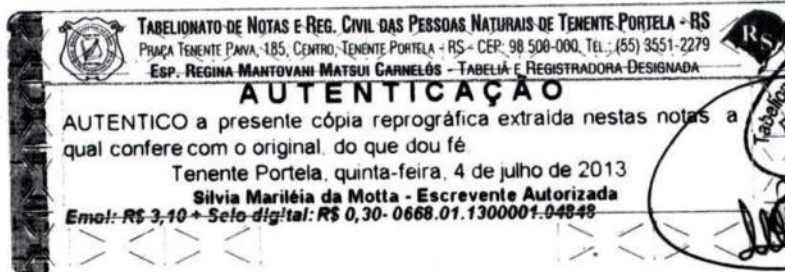 TABELIONATO DE NOTAS E REG. CIVIL DAS PESSOAS NATURAIS DE TENENTE PORTELA - RS
PRAÇA TENENTE PAIVA, 185, CENTRO, TENENTE PORTELA - RS - CEP: 98 500-000, TEL.: (55) 3551-2279
ESP. REGINA MANTOVANI MATSUI CARNELÓS - TABELIÃ E REGISTRADORA DESIGNADA
RS
AUTENTICAÇÃO
AUTENTICO a presente cópia reprográfica extraída nestas notas a
qual confere com o original, do que dou fé.
Tenente Portela, quinta-feira, 4 de julho de 2013
Silvia Mariléia da Motta - Escrevente Autorizada
Emol: R$ 3,10 + Selo digital: R$ 0,30- 0668.01.1300001.04848